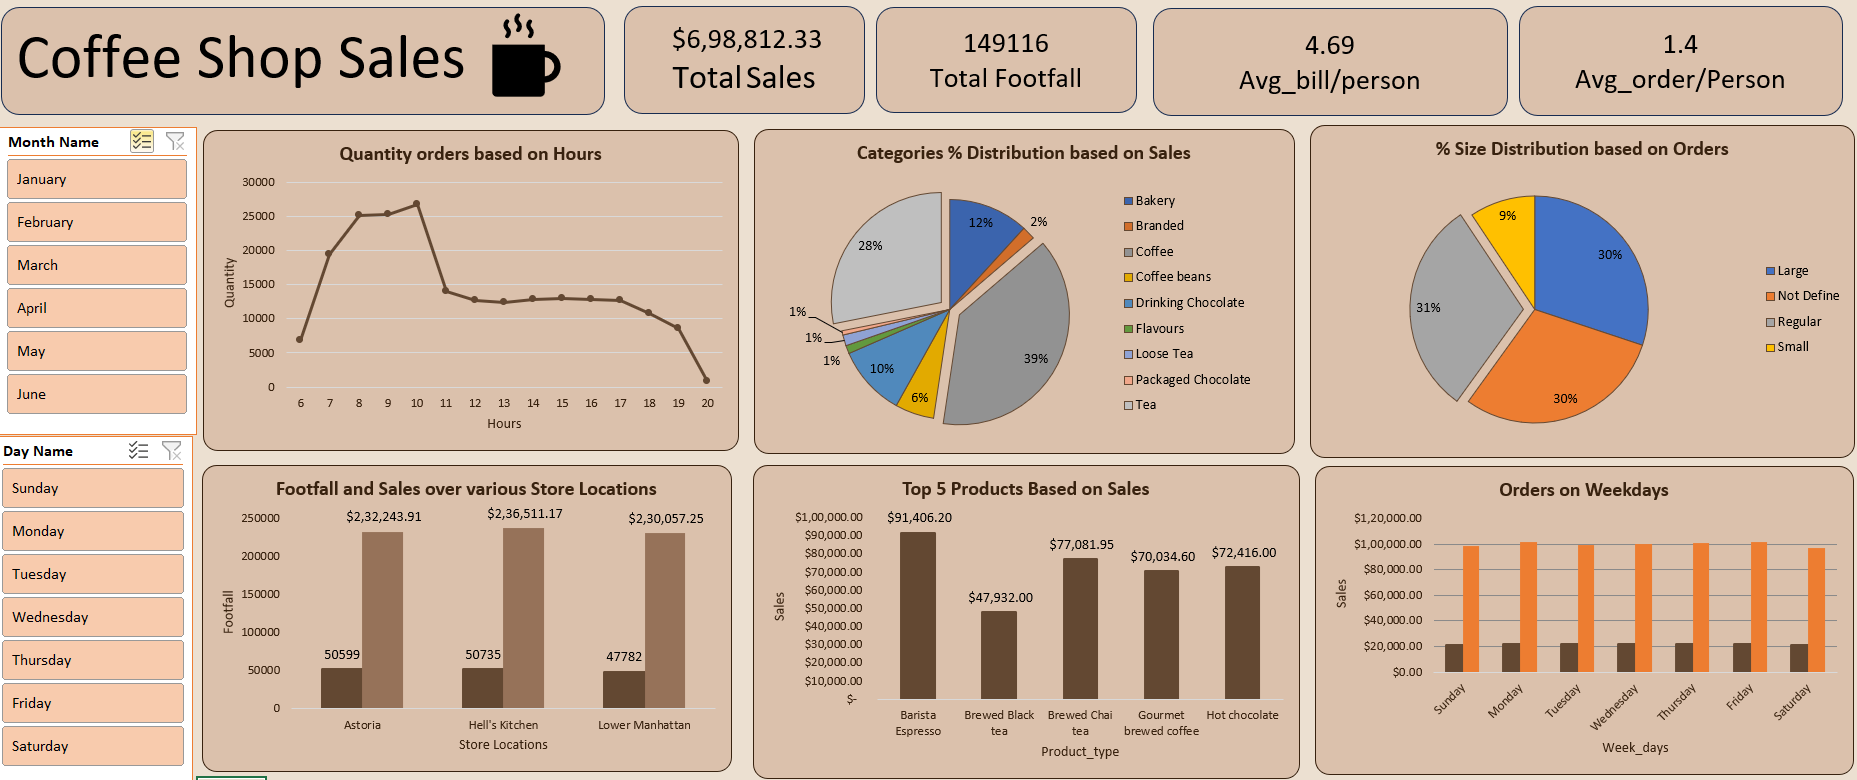 Coffee Shop Sales
$6,98,812.33
Total Sales
149116
Total Footfall
4.69
Avg_bill/person
1.4
Avg_order/Person
Month Name
January
February
March
April
May
June
Day Name
Sunday
Monday
Tuesday
Wednesday
Thursday
Friday
Saturday
Quantity orders based on Hours
Quantity
30000
25000
20000
15000
10000
5000
0
6 7 8 9 10 11 12 13 14 15 16 17 18 19 20
Hours
Categories % Distribution based on Sales
12%
2%
39%
6%
10%
1%
1%
1%
28%
Bakery
Branded
Coffee
Coffee beans
Drinking Chocolate
Flavours
Loose Tea
Packaged Chocolate
Tea
% Size Distribution based on Orders
30%
30%
31%
9%
Large
Not Define
Regular
Small
Footfall and Sales over various Store Locations
Footfall
250000
200000
150000
100000
50000
0
$2,32,243.91
$2,36,511.17
$2,30,057.25
50599
50735
47782
Astoria
Hell's Kitchen
Lower Manhattan
Store Locations
Top 5 Products Based on Sales
Sales
$1,00,000.00
$90,000.00
$80,000.00
$70,000.00
$60,000.00
$50,000.00
$40,000.00
$30,000.00
$20,000.00
$10,000.00
$-
$91,406.20
$47,932.00
$77,081.95
$70,034.60
$72,416.00
Barista
Espresso
Brewed Black
tea
Brewed Chai
tea
Gourmet
brewed coffee
Hot chocolate
Product_type
Orders on Weekdays
Sales
$1,20,000.00
$1,00,000.00
$80,000.00
$60,000.00
$40,000.00
$20,000.00
$0.00
Sunday
Monday
Tuesday
Wednesday
Thursday
Friday
Saturday
Week_days